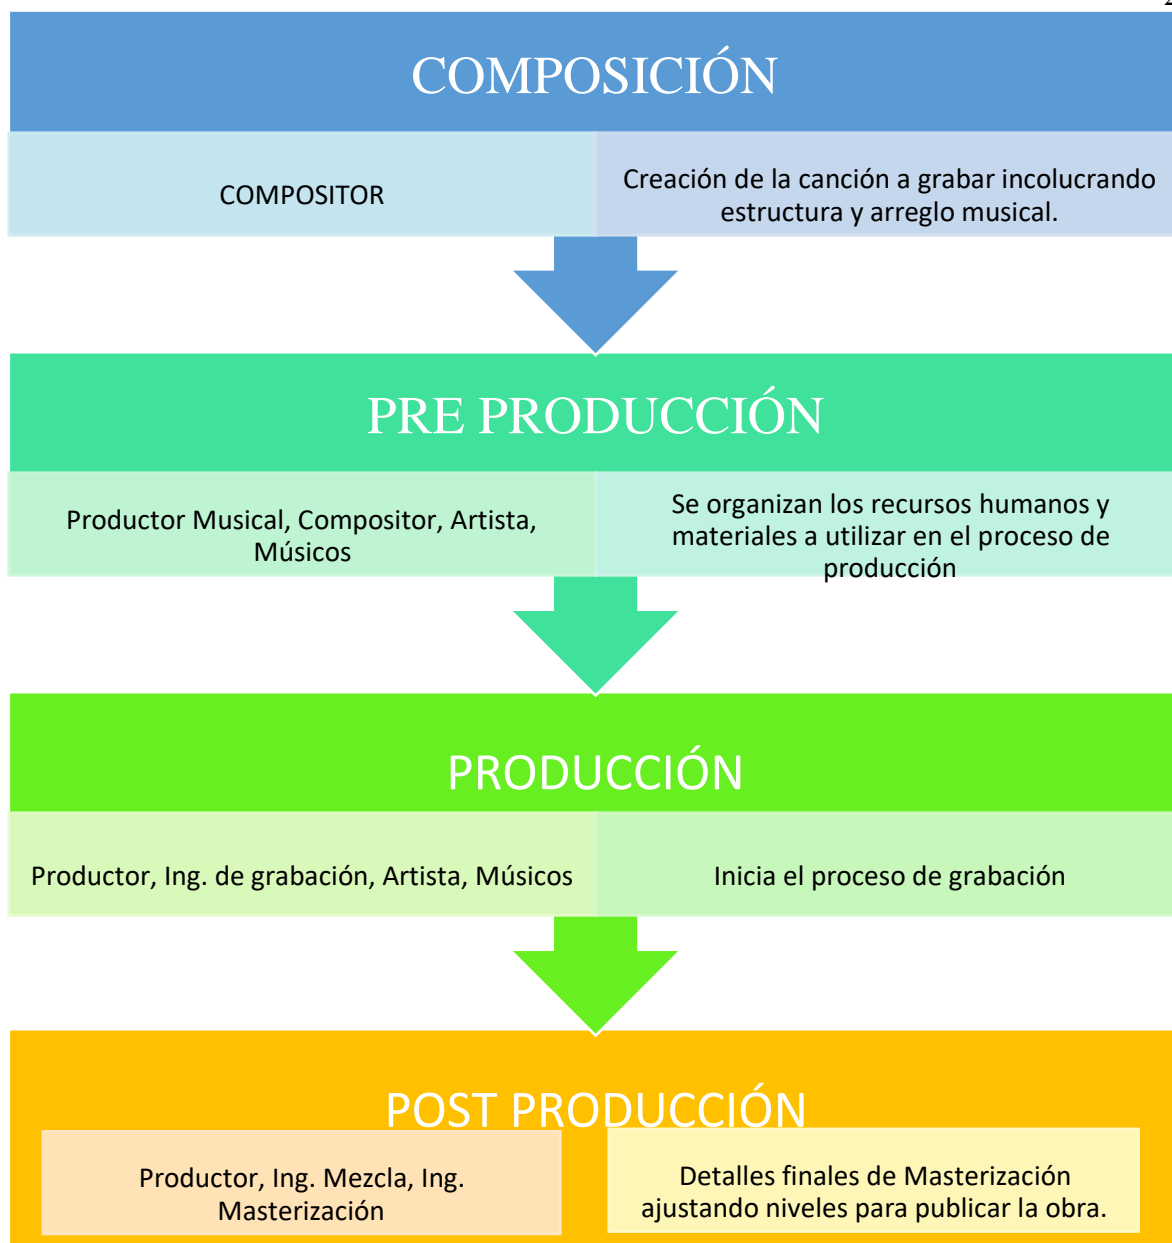 COMPOSICIÓN
COMPOSITOR
Creación de la canción a grabar incolucrando
estructura y arreglo musical.
PRE PRODUCCIÓN
Productor Musical, Compositor, Artista,
Músicos
Se organizan los recursos humanos y
materiales a utilizar en el proceso de
producción
PRODUCCIÓN
Productor, Ing. de grabación, Artista, Músicos
Inicia el proceso de grabación
POST PRODUCCIÓN
Productor, Ing. Mezcla, Ing.
Masterización
Detalles finales de Masterización
ajustando niveles para publicar la obra.